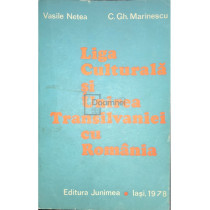 Vasile Netea C. Gh. Marinescu
Liga
Culturală
și
Unirea
Transilvaniei
cu
România
Editura Junimea • Iași, 1978